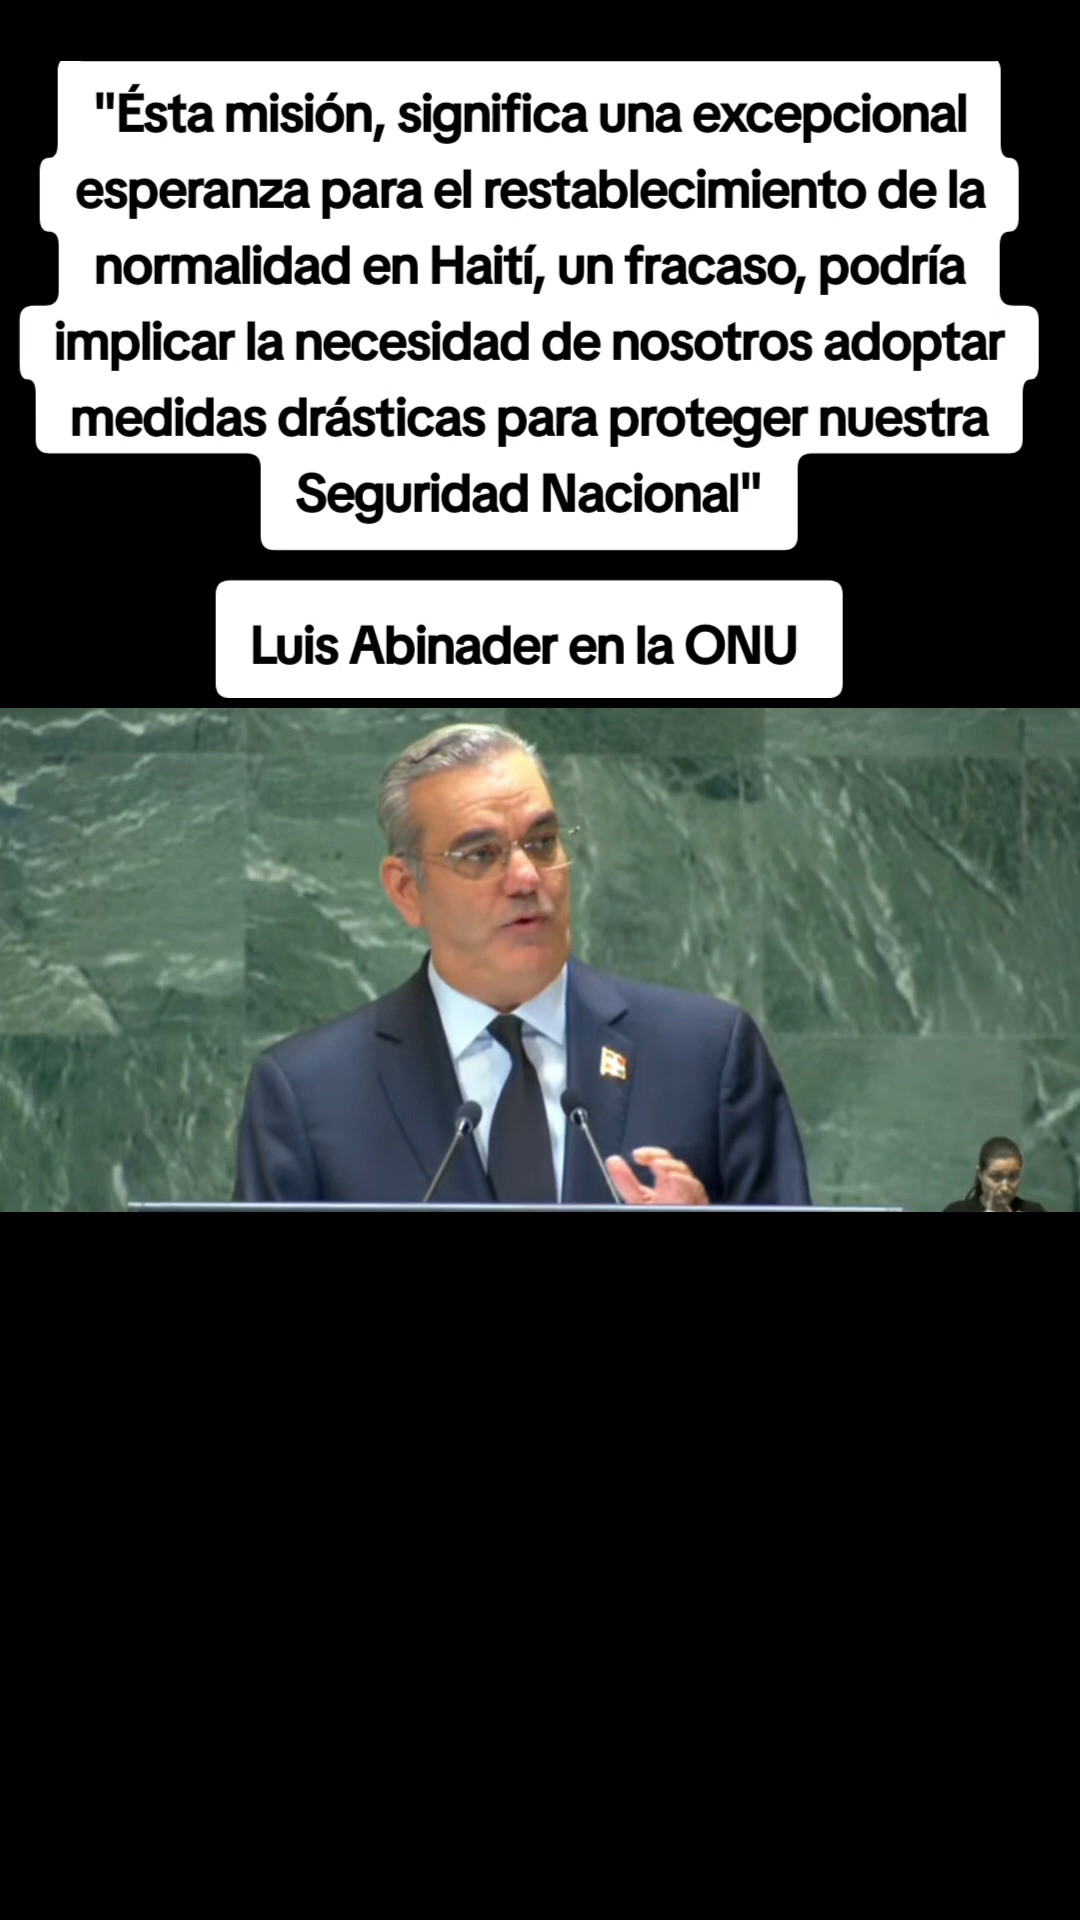 "Ésta misión, significa una excepcional
esperanza para el restablecimiento de la
normalidad en Haití, un fracaso, podría
implicar la necesidad de nosotros adoptar
medidas drásticas para proteger nuestra
Seguridad Nacional"
Luis Abinader en la ONU